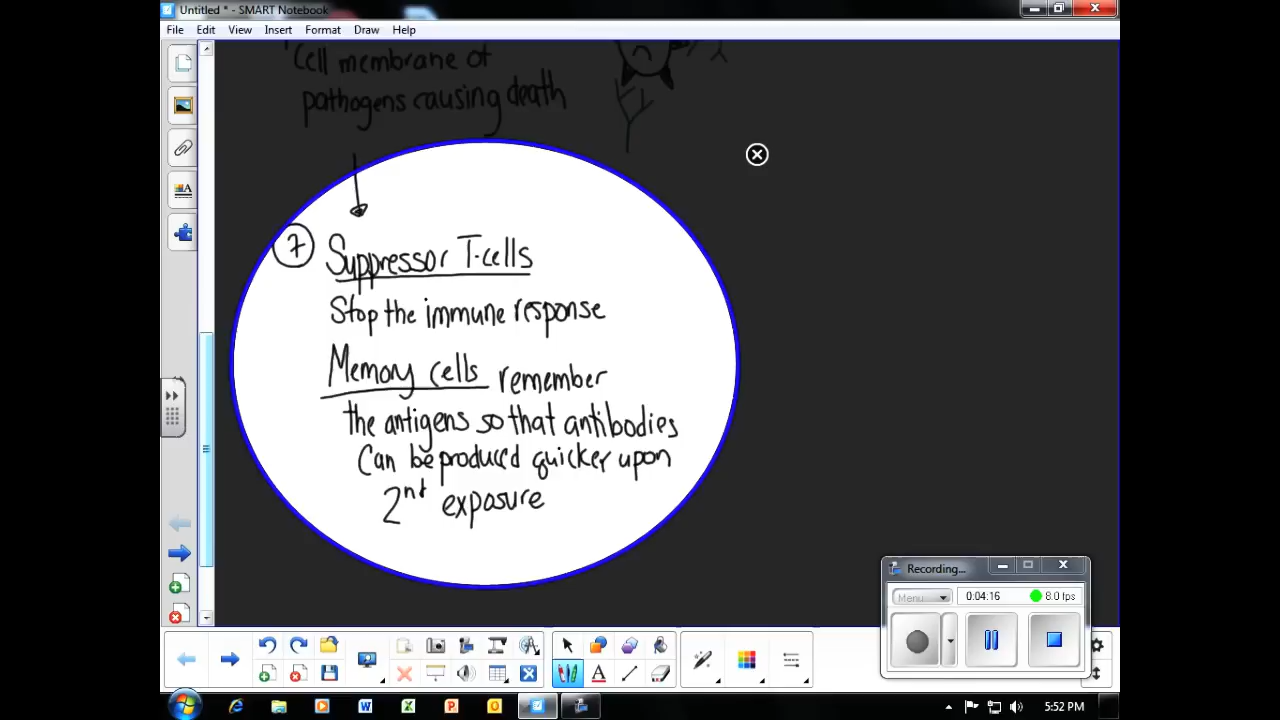 Untitled * - SMART Notebook
File Edit View Insert Format Draw Help
Cell membrane of
pathogens causing death
7 Suppressor T-cells
Stop the immune response
Memory cells remember
the antigens so that antibodies
Can be produced quicker upon
2nd exposure
Recording...
Menu 0:04:16 8.0 fps
5:52 PM